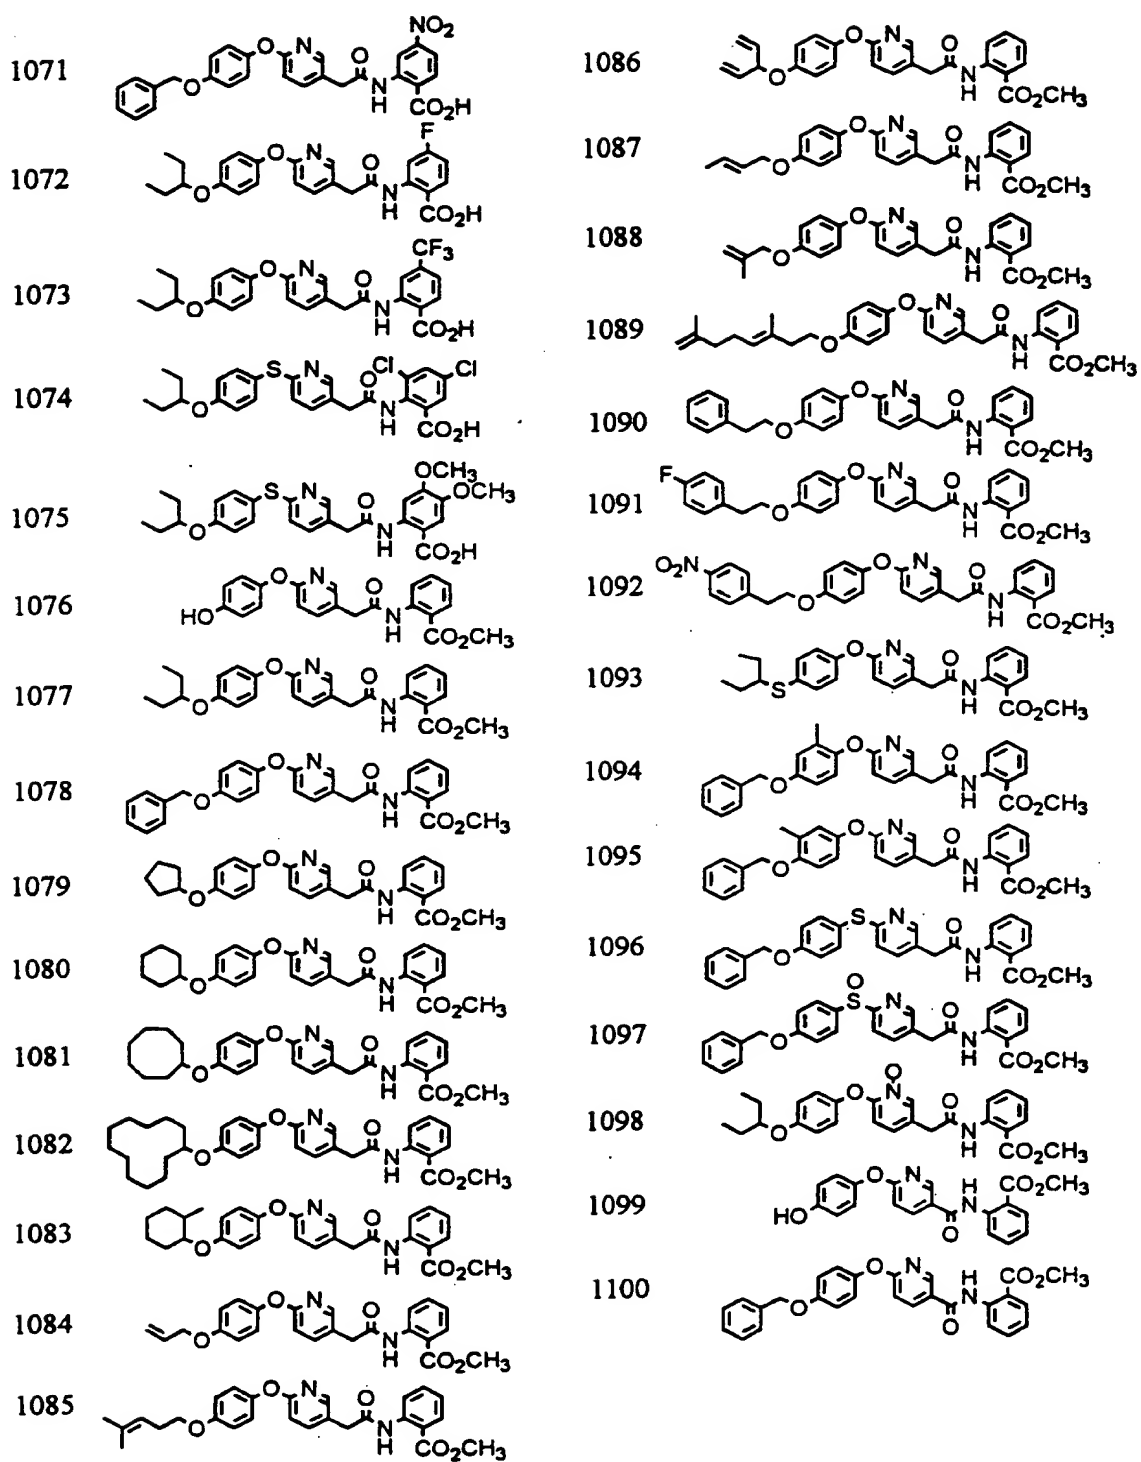 1071
NO₂
O N O
O N
H CO₂H
1072
F
O N O
O N
H CO₂H
1073
CF₃
O N O
O N
H CO₂H
1074
S N O Cl Cl
O N
H CO₂H
1075
OCH₃
S N O OCH₃
O N
H CO₂H
1076
O N O
HO N
H CO₂CH₃
1077
O N O
O N
H CO₂CH₃
1078
O N O
O N
H CO₂CH₃
1079
O N O
O N
H CO₂CH₃
1080
O N O
O N
H CO₂CH₃
1081
O N O
O N
H CO₂CH₃
1082
O N O
O N
H CO₂CH₃
1083
O N O
O N
H CO₂CH₃
1084
O N O
O N
H CO₂CH₃
1085
O N O
O N
H CO₂CH₃
1086
O N O
O N
H CO₂CH₃
1087
O N O
O N
H CO₂CH₃
1088
O N O
O N
H CO₂CH₃
1089
O N O
O N
H CO₂CH₃
1090
O N O
O N
H CO₂CH₃
1091
F O N O
O N
H CO₂CH₃
1092
O₂N O N O
O N
H CO₂CH₃
1093
O N O
S N
H CO₂CH₃
1094
O N O
O N
H CO₂CH₃
1095
O N O
O N
H CO₂CH₃
1096
S N O
O N
H CO₂CH₃
1097
O
S N O
O N
H CO₂CH₃
1098
O
O N O
O N
H CO₂CH₃
1099
O N H CO₂CH₃
HO N
O
1100
O N H CO₂CH₃
O N
O